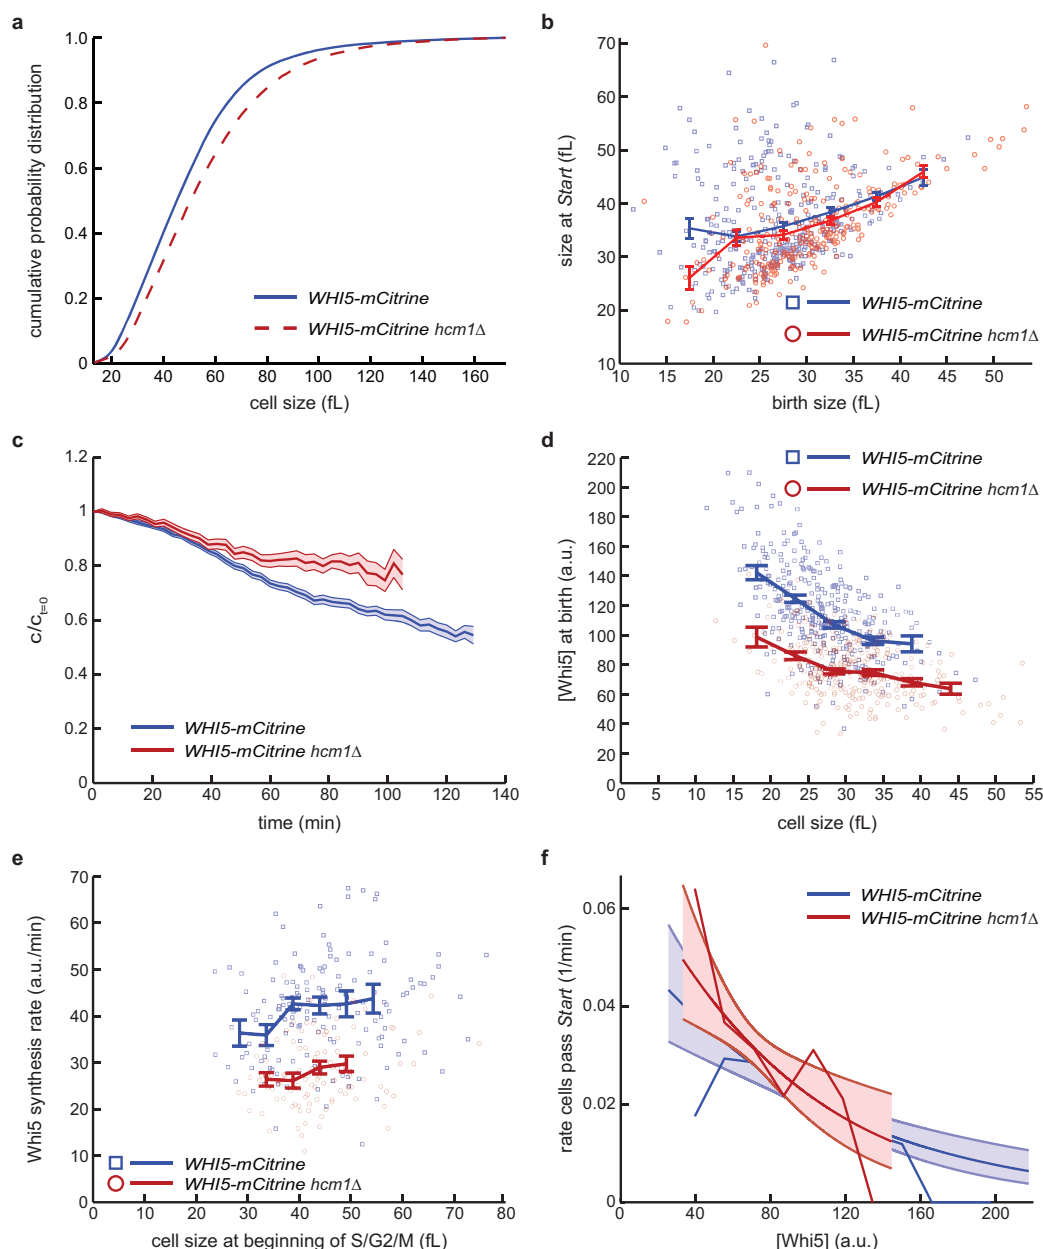 a
cumulative probability distribution
1.0
0.8
0.6
0.4
0.2
0
20 40 60 80 100 120 140 160
cell size (fL)
WHI5-mCitrine
WHI5-mCitrine hcm1Δ
b
size at Start (fL)
70
60
50
40
30
20
10
10 15 20 25 30 35 40 45 50
birth size (fL)
WHI5-mCitrine
WHI5-mCitrine hcm1Δ
c
c/c t=0
1.2
1
0.8
0.6
0.4
0.2
0
0 20 40 60 80 100 120 140
time (min)
WHI5-mCitrine
WHI5-mCitrine hcm1Δ
d
[Whi5] at birth (a.u.)
220
200
180
160
140
120
100
80
60
40
20
0
0 5 10 15 20 25 30 35 40 45 50 55
cell size (fL)
WHI5-mCitrine
WHI5-mCitrine hcm1Δ
e
Whi5 synthesis rate (a.u./min)
70
60
50
40
30
20
10
0
0 10 20 30 40 50 60 70 80
cell size at beginning of S/G2/M (fL)
WHI5-mCitrine
WHI5-mCitrine hcm1Δ
f
rate cells pass Start (1/min)
0.06
0.04
0.02
0
40 80 120 160 200
[Whi5] (a.u.)
WHI5-mCitrine
WHI5-mCitrine hcm1Δ